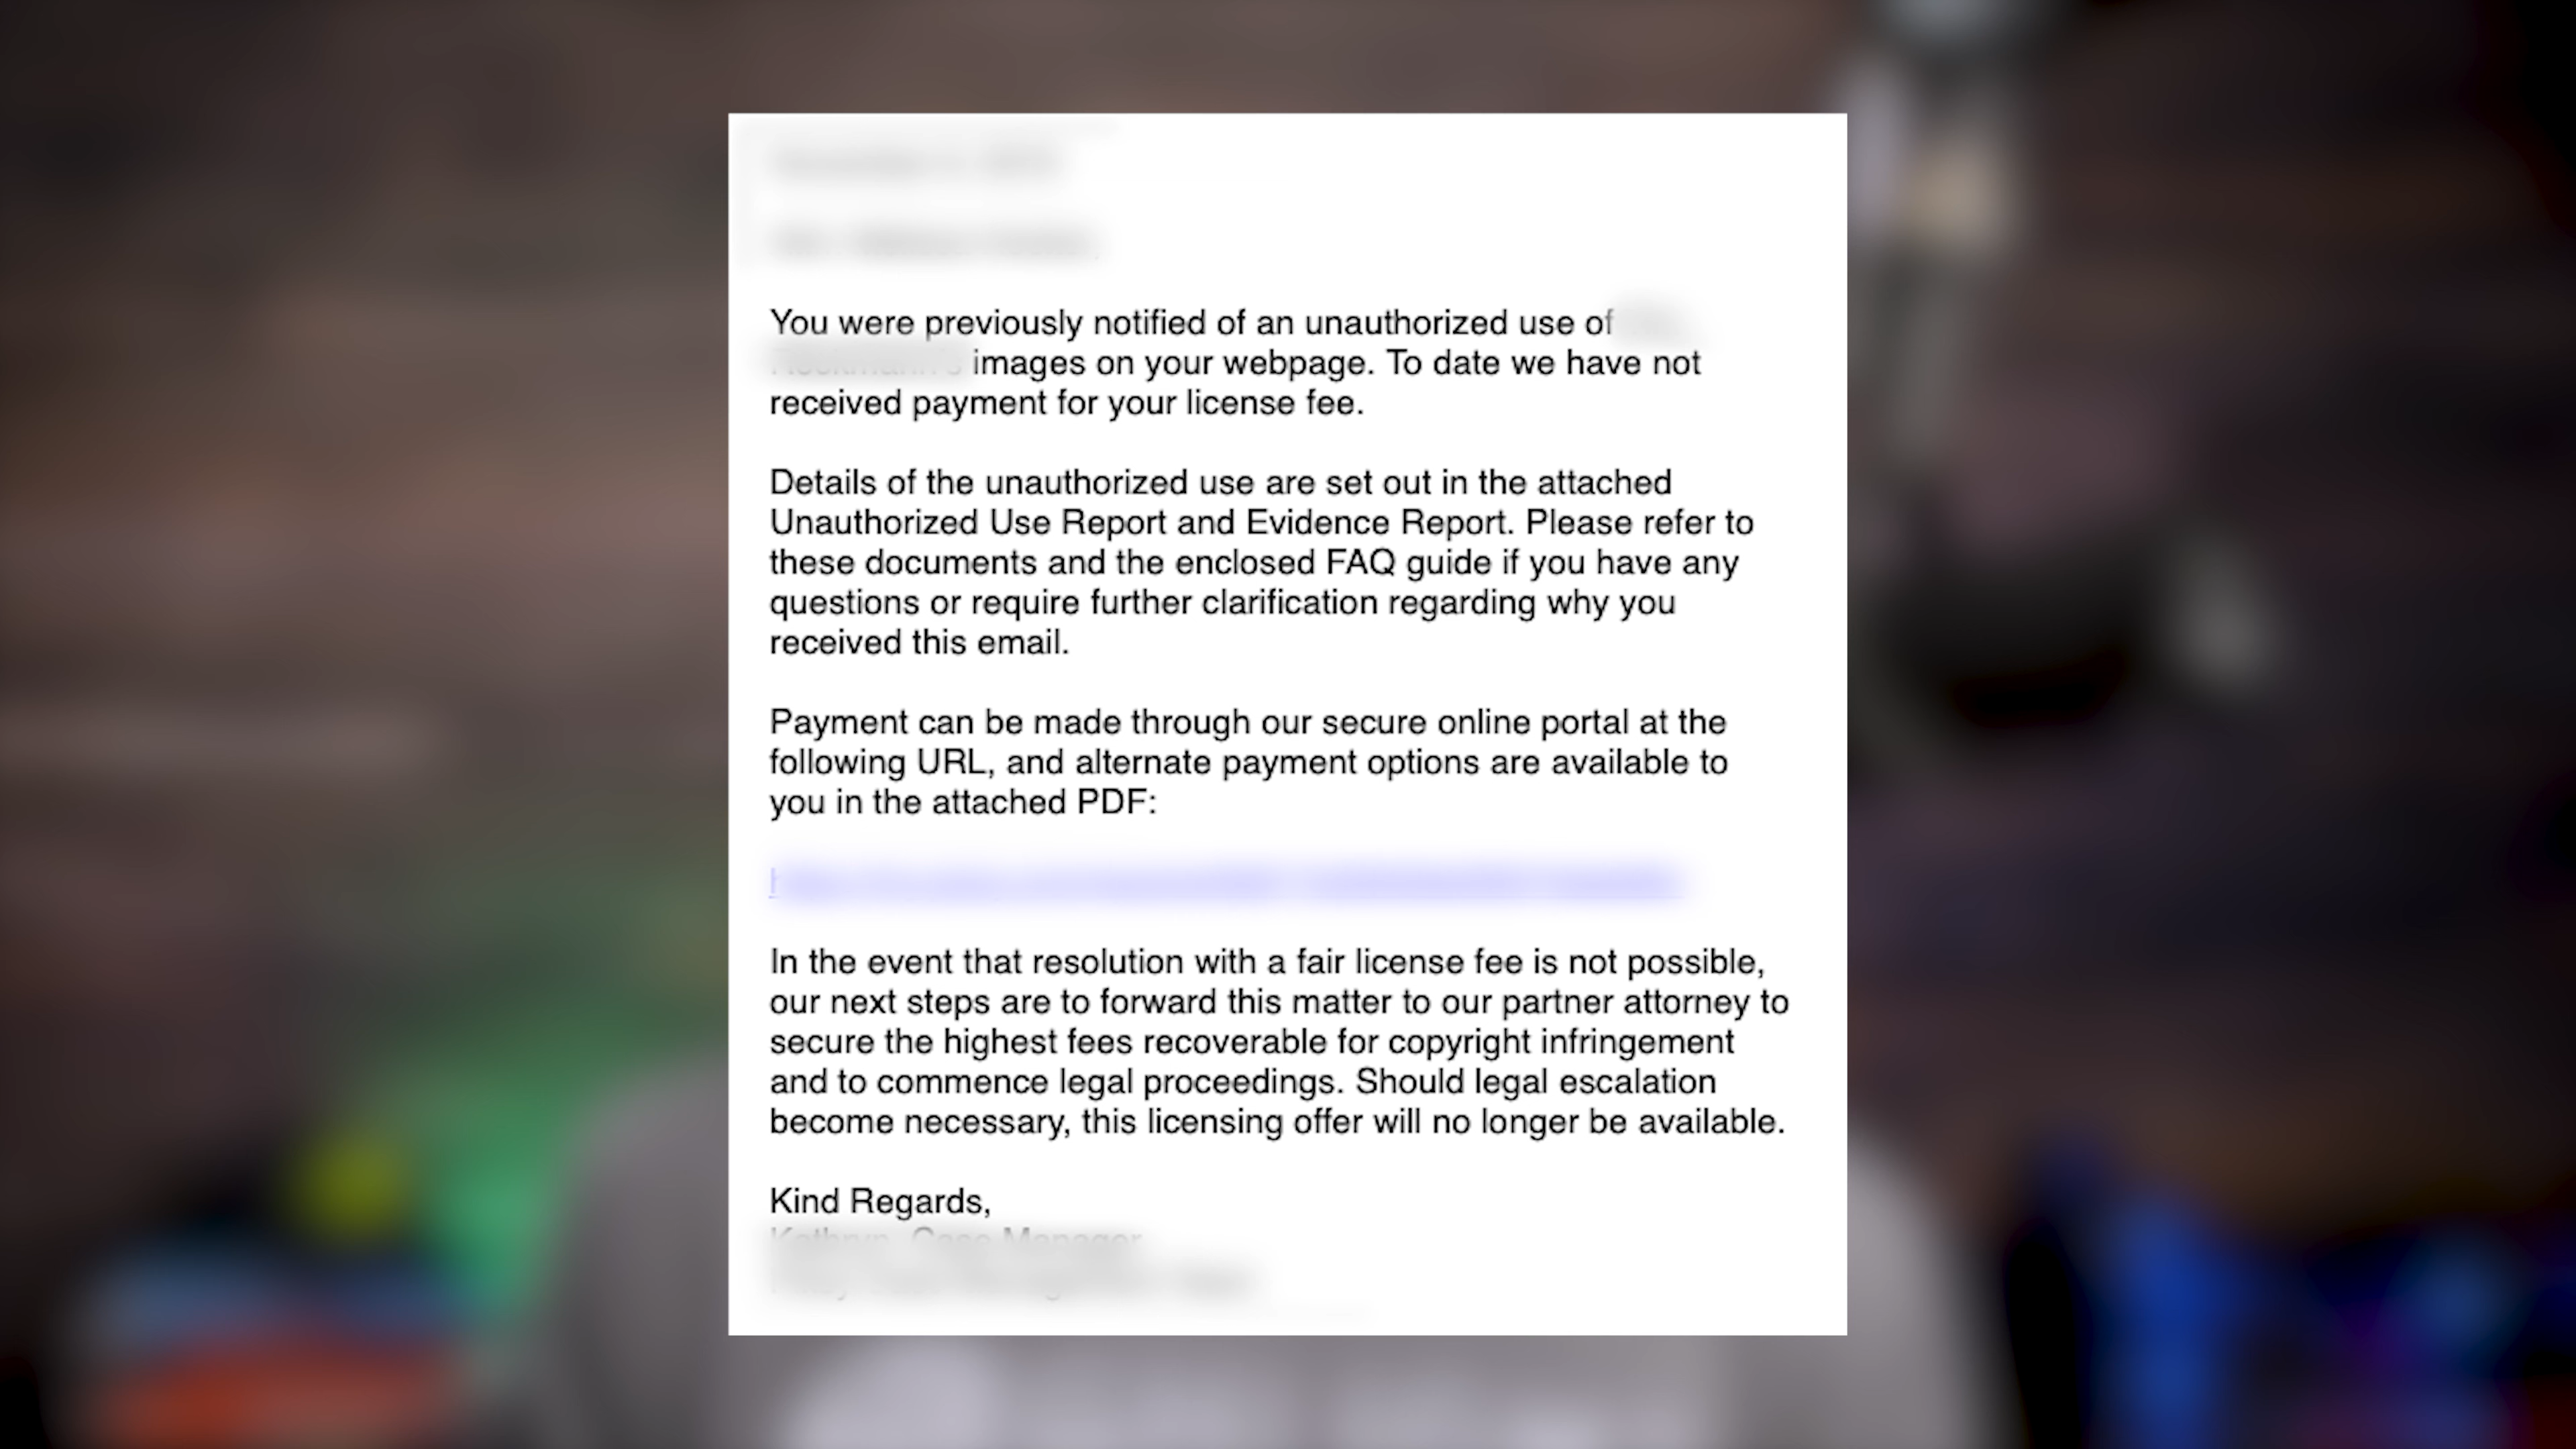 You were previously notified of an unauthorized use of
images on your webpage. To date we have not
received payment for your license fee.
Details of the unauthorized use are set out in the attached
Unauthorized Use Report and Evidence Report. Please refer to
these documents and the enclosed FAQ guide if you have any
questions or require further clarification regarding why you
received this email.
Payment can be made through our secure online portal at the
following URL, and alternate payment options are available to
you in the attached PDF:
In the event that resolution with a fair license fee is not possible,
our next steps are to forward this matter to our partner attorney to
secure the highest fees recoverable for copyright infringement
and to commence legal proceedings. Should legal escalation
become necessary, this licensing offer will no longer be available.
Kind Regards,